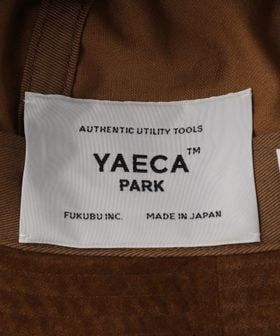 AUTHENTIC UTILITY TOOLS
YAECA™
PARK
FUKUBU INC. MADE IN JAPAN